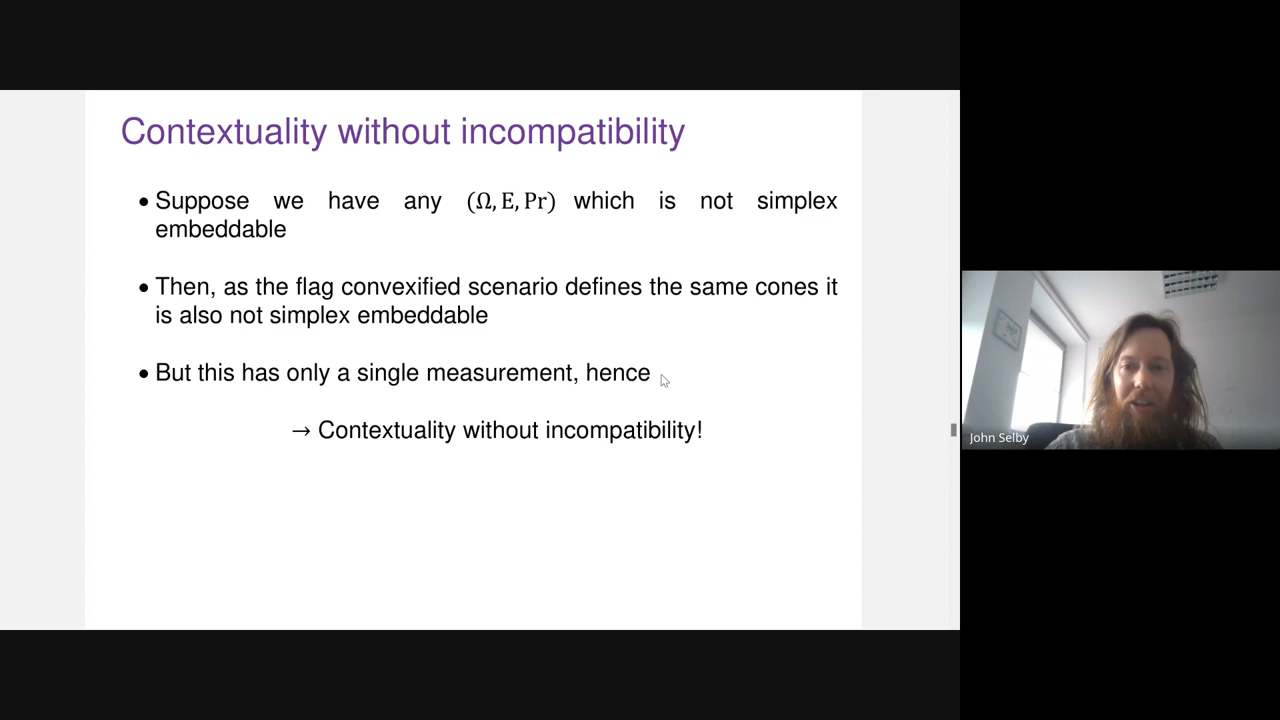 Contextuality without incompatibility
• Suppose we have any (Ω, E, Pr) which is not simplex
embeddable
• Then, as the flag convexified scenario defines the same cones it
is also not simplex embeddable
• But this has only a single measurement, hence
→ Contextuality without incompatibility!
John Selby